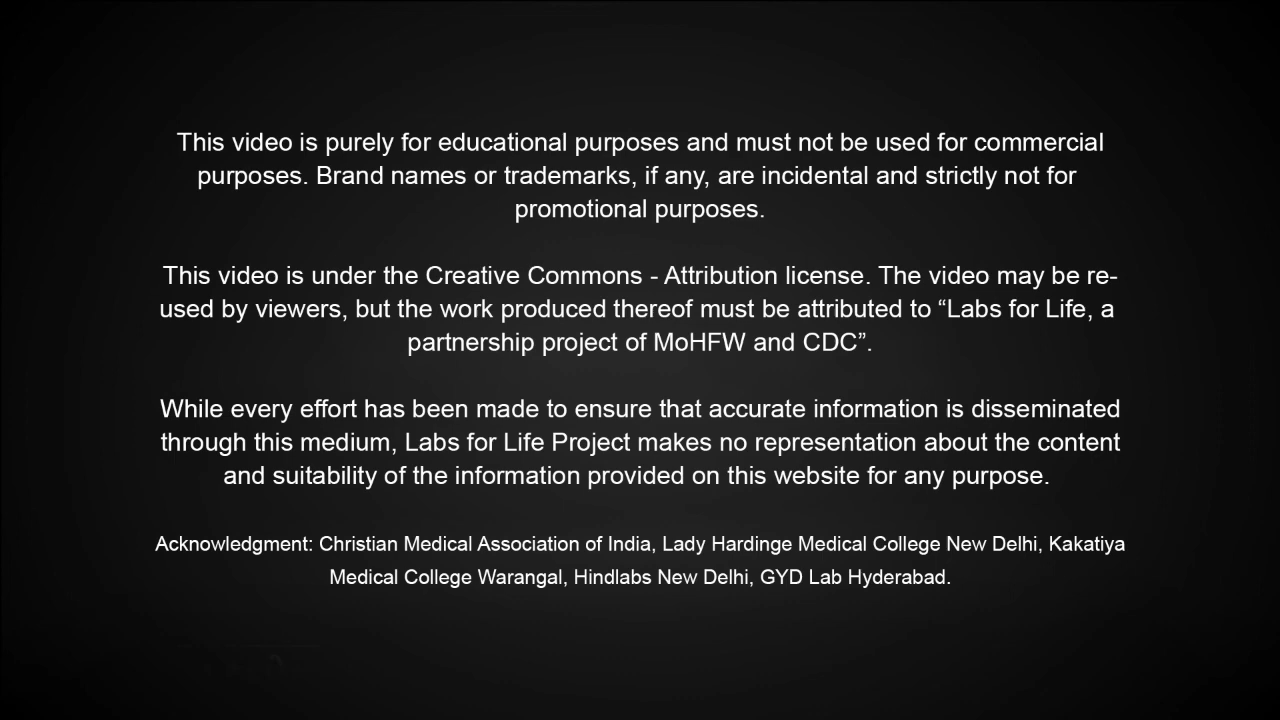 This video is purely for educational purposes and must not be used for commercial
purposes. Brand names or trademarks, if any, are incidental and strictly not for
promotional purposes.
This video is under the Creative Commons - Attribution license. The video may be re-
used by viewers, but the work produced thereof must be attributed to “Labs for Life, a
partnership project of MoHFW and CDC”.
While every effort has been made to ensure that accurate information is disseminated
through this medium, Labs for Life Project makes no representation about the content
and suitability of the information provided on this website for any purpose.
Acknowledgment: Christian Medical Association of India, Lady Hardinge Medical College New Delhi, Kakatiya
Medical College Warangal, Hindlabs New Delhi, GYD Lab Hyderabad.